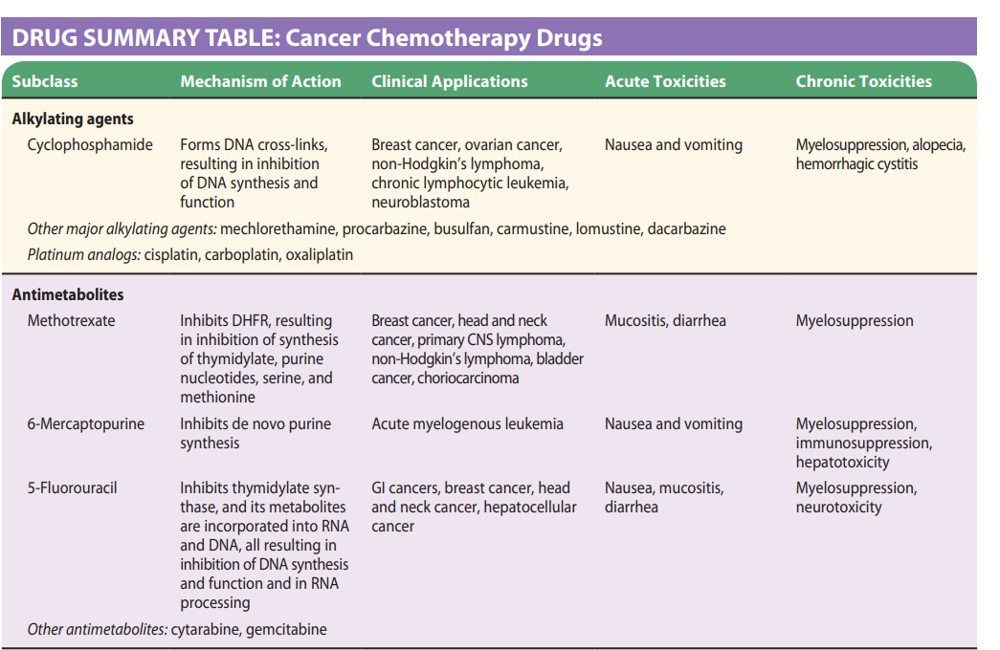 DRUG SUMMARY TABLE: Cancer Chemotherapy Drugs
Subclass Mechanism of Action Clinical Applications Acute Toxicities Chronic Toxicities
Alkylating agents
Cyclophosphamide Forms DNA cross-links, Breast cancer, ovarian cancer, Nausea and vomiting Myelosuppression, alopecia,
resulting in inhibition non-Hodgkin's lymphoma, hemorrhagic cystitis
of DNA synthesis and chronic lymphocytic leukemia,
function neuroblastoma
Other major alkylating agents: mechlorethamine, procarbazine, busulfan, carmustine, lomustine, dacarbazine
Platinum analogs: cisplatin, carboplatin, oxaliplatin
Antimetabolites
Methotrexate Inhibits DHFR, resulting Breast cancer, head and neck Mucositis, diarrhea Myelosuppression
in inhibition of synthesis cancer, primary CNS lymphoma,
of thymidylate, purine non-Hodgkin's lymphoma, bladder
nucleotides, serine, and cancer, choriocarcinoma
methionine
6-Mercaptopurine Inhibits de novo purine Acute myelogenous leukemia Nausea and vomiting Myelosuppression,
synthesis immunosuppression,
hepatotoxicity
5-Fluorouracil Inhibits thymidylate syn- GI cancers, breast cancer, head Nausea, mucositis, Myelosuppression,
thase, and its metabolites and neck cancer, hepatocellular diarrhea neurotoxicity
are incorporated into RNA cancer
and DNA, all resulting in
inhibition of DNA synthesis
and function and in RNA
processing
Other antimetabolites: cytarabine, gemcitabine